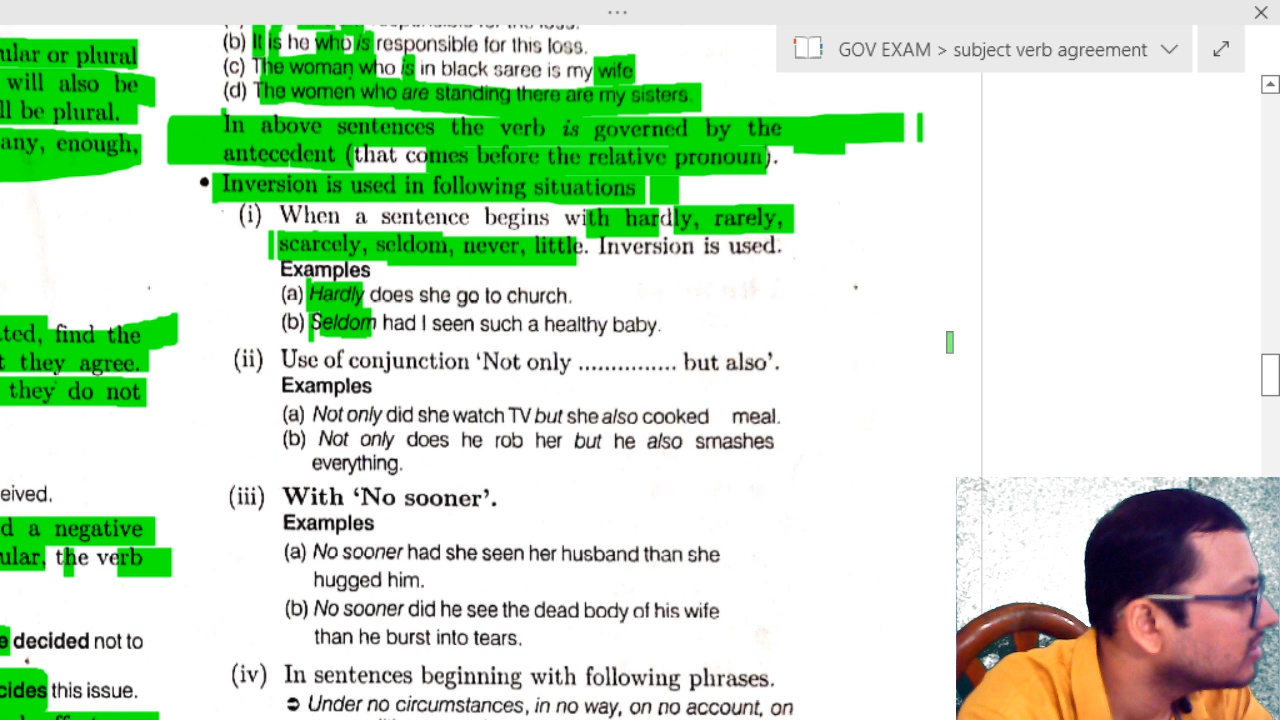 GOV EXAM > subject verb agreement
ular or plural
will also be
ll be plural.
any, enough,
ted, find the
t they agree.
they do not
eived.
d a negative
ular, the verb
e decided not to
cides this issue.
(b) It is he who is responsible for this loss.
(c) The woman who is in black saree is my wife
(d) The women who are standing there are my sisters.
In above sentences the verb is governed by the
antecedent (that comes before the relative pronoun).
• Inversion is used in following situations
(i) When a sentence begins with hardly, rarely,
scarcely, seldom, never, little. Inversion is used.
Examples
(a) Hardly does she go to church.
(b) Seldom had I seen such a healthy baby.
(ii) Use of conjunction ‘Not only ............... but also’.
Examples
(a) Not only did she watch TV but she also cooked meal.
(b) Not only does he rob her but he also smashes
everything.
(iii) With ‘No sooner’.
Examples
(a) No sooner had she seen her husband than she
hugged him.
(b) No sooner did he see the dead body of his wife
than he burst into tears.
(iv) In sentences beginning with following phrases.
➲ Under no circumstances, in no way, on no account, on